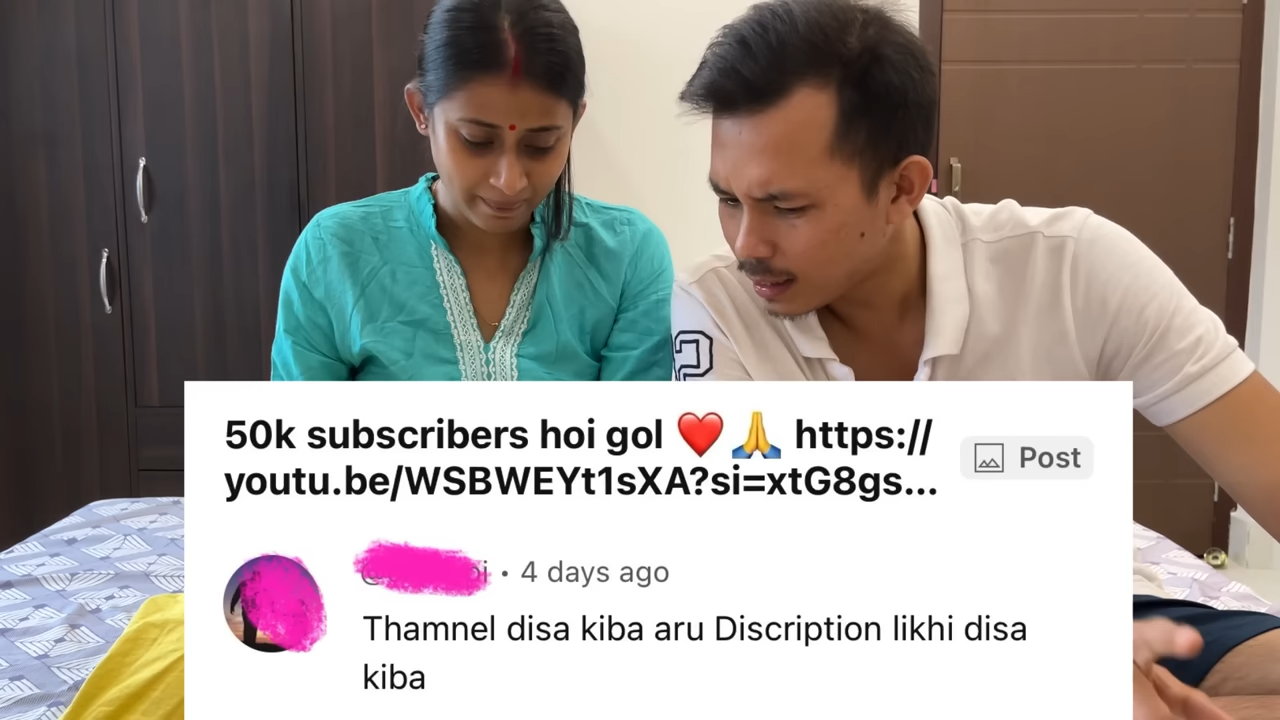 50k subscribers hoi gol ❤️🙏 https://
youtu.be/WSBWEYt1sXA?si=xtG8gs...
Post
• 4 days ago
Thamnel disa kiba aru Discription likhi disa
kiba